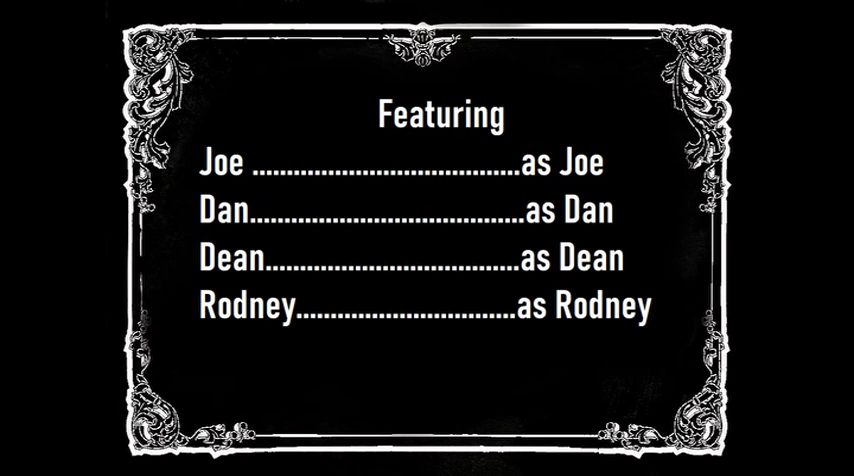 Featuring
Joe .......................................as Joe
Dan........................................as Dan
Dean.....................................as Dean
Rodney................................as Rodney